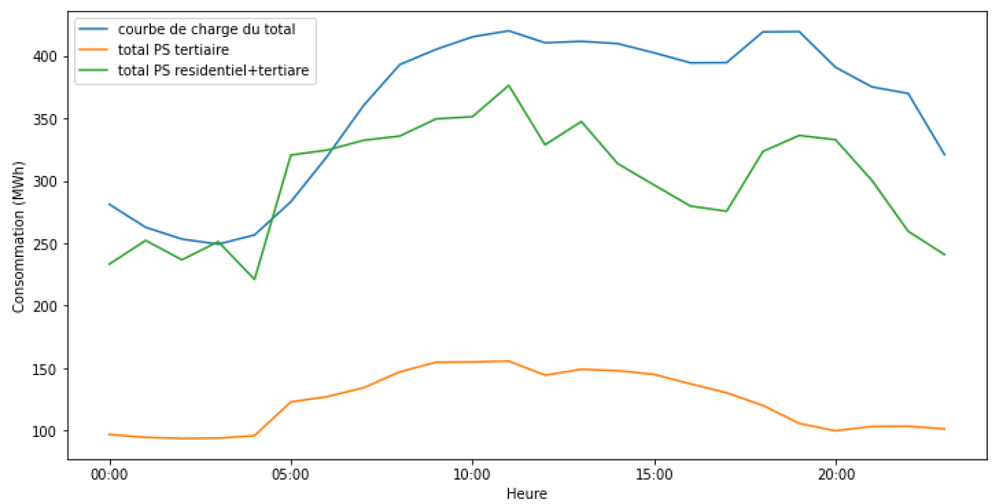 courbe de charge du total
total PS tertiaire
total PS residentiel+tertiare
400
350
300
250
200
150
100
Consommation (MWh)
00:00 05:00 10:00 15:00 20:00
Heure